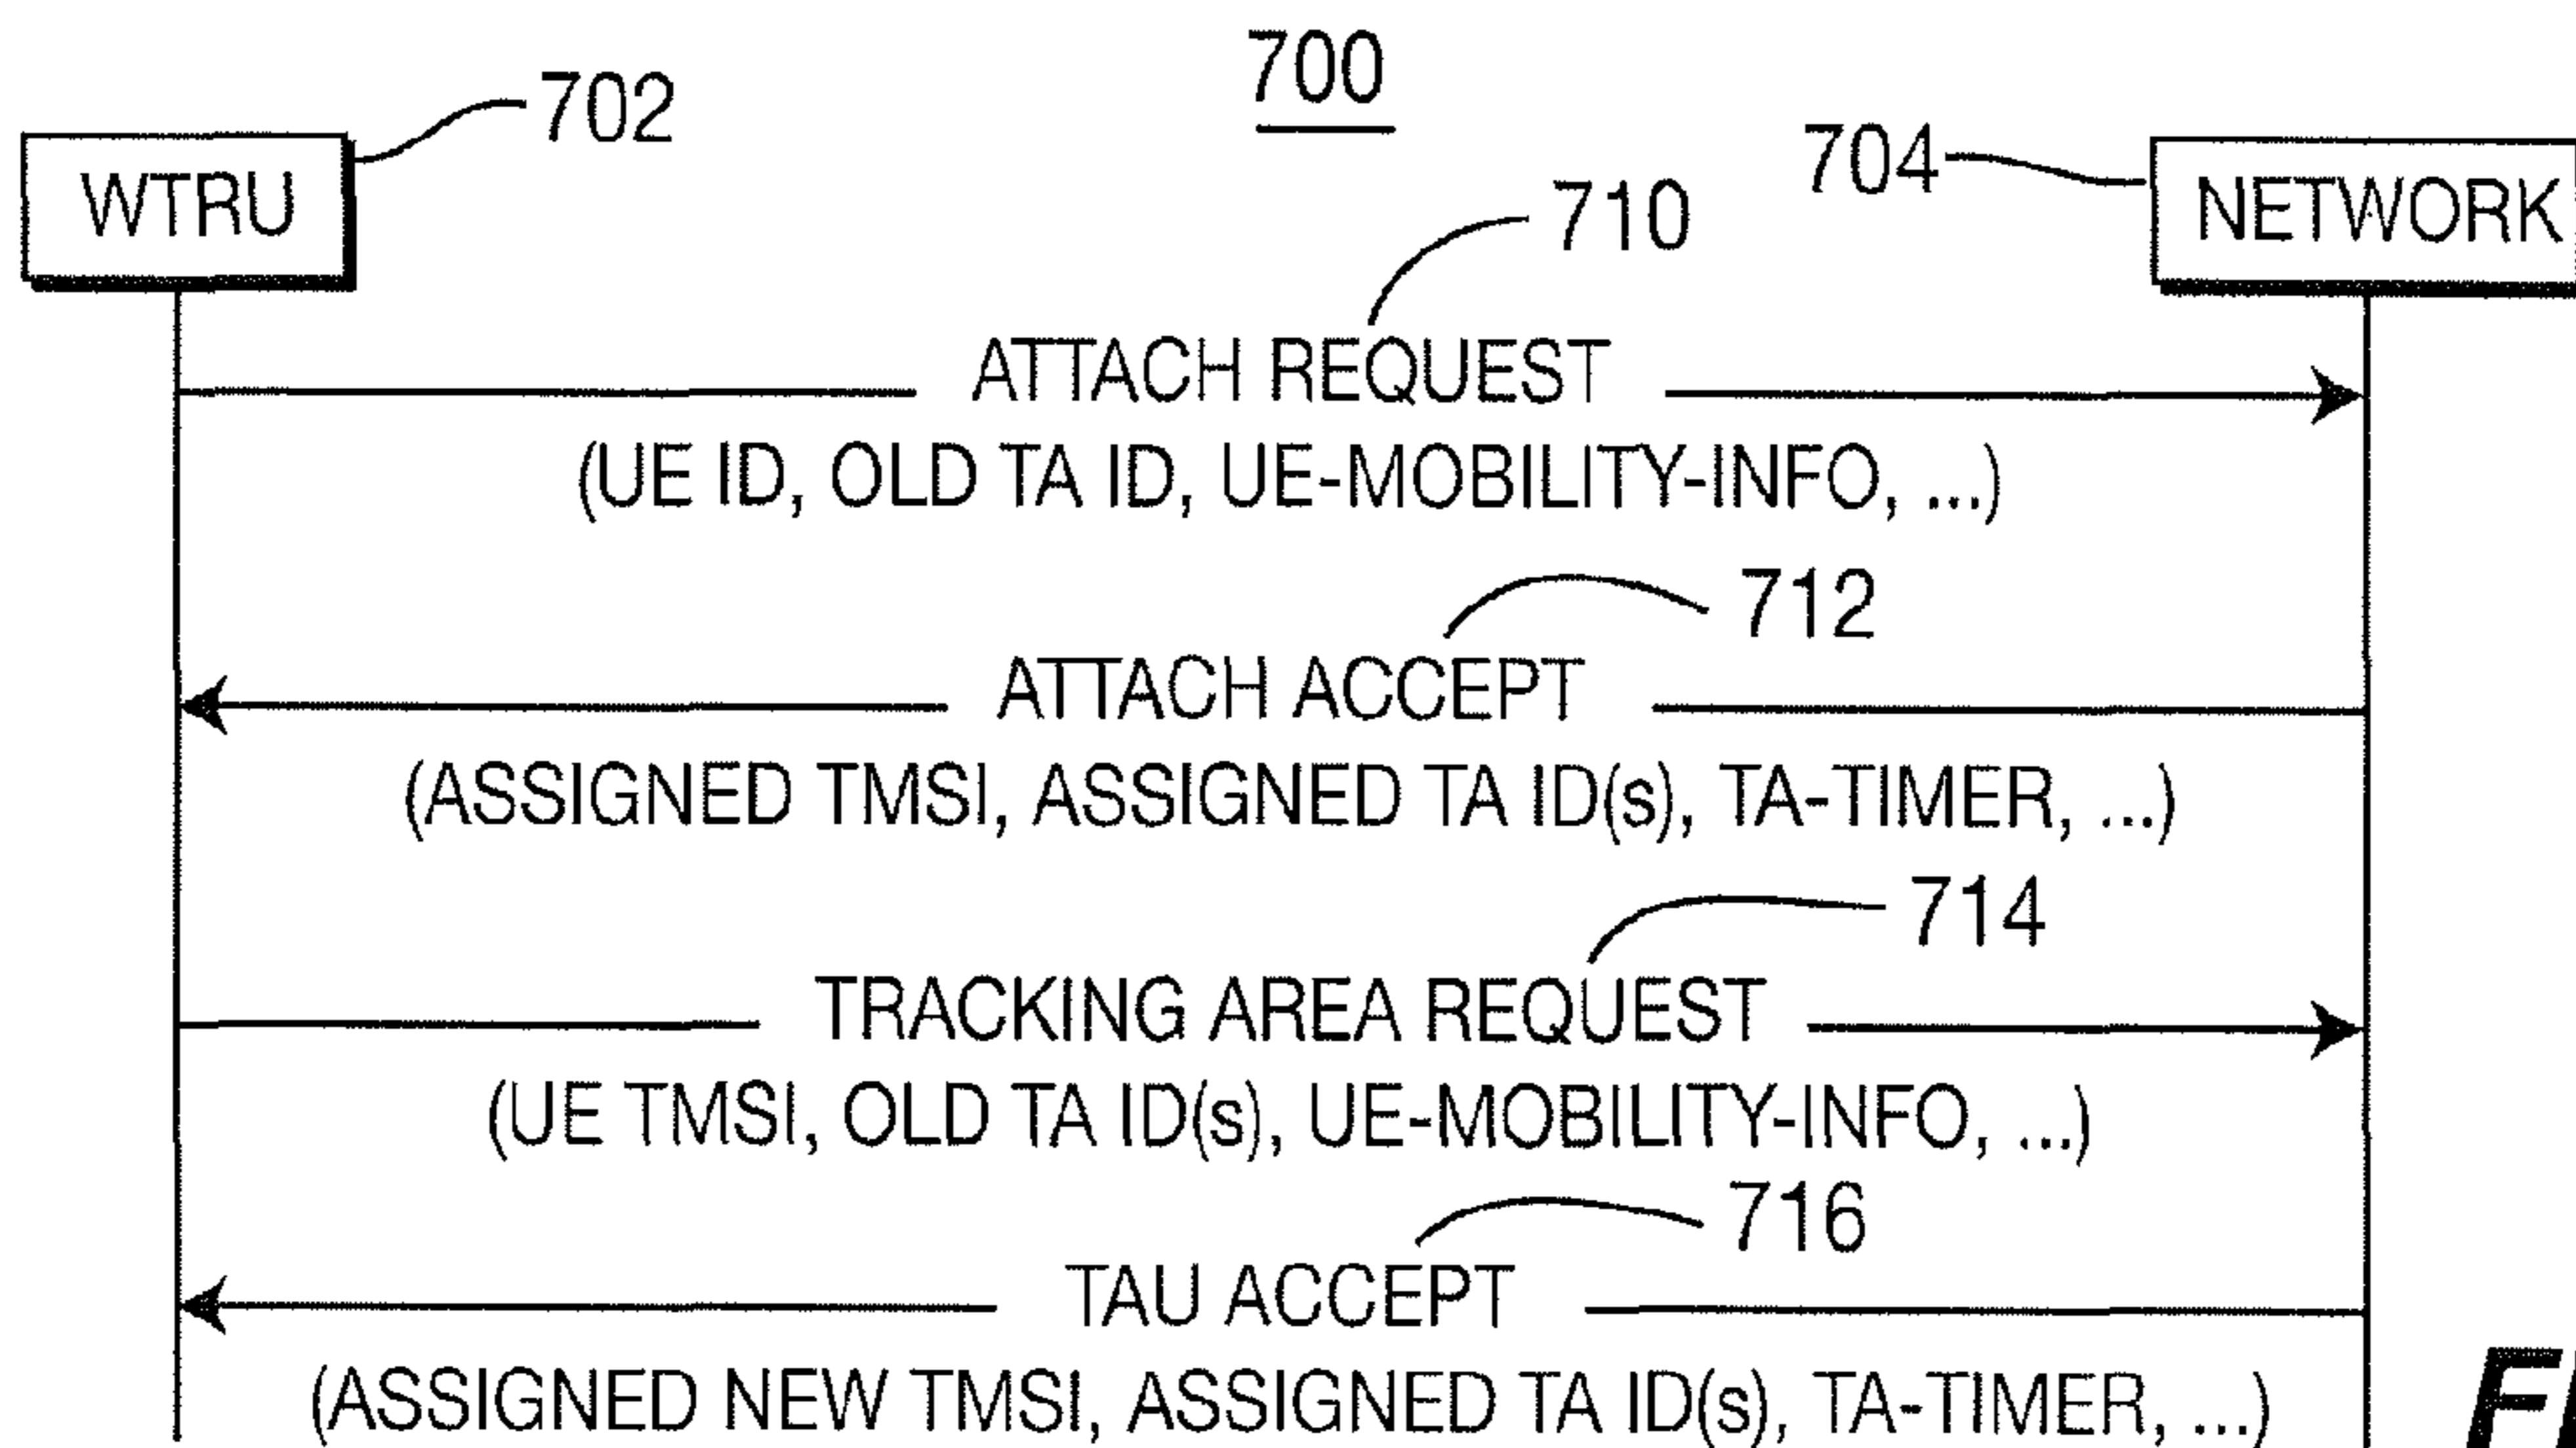 700
702
704
WTRU
NETWORK
710
ATTACH REQUEST
(UE ID, OLD TA ID, UE-MOBILITY-INFO, ...)
712
ATTACH ACCEPT
(ASSIGNED TMSI, ASSIGNED TA ID(s), TA-TIMER, ...)
714
TRACKING AREA REQUEST
(UE TMSI, OLD TA ID(s), UE-MOBILITY-INFO, ...)
716
TAU ACCEPT
(ASSIGNED NEW TMSI, ASSIGNED TA ID(s), TA-TIMER, ...)